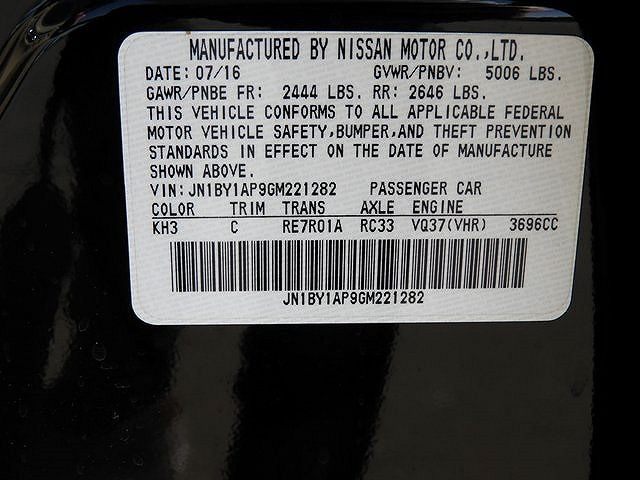 MANUFACTURED BY NISSAN MOTOR CO.,LTD.
DATE: 07/16 GVWR/PNBV: 5006 LBS.
GAWR/PNBE FR: 2444 LBS. RR: 2646 LBS.
THIS VEHICLE CONFORMS TO ALL APPLICABLE FEDERAL
MOTOR VEHICLE SAFETY,BUMPER,AND THEFT PREVENTION
STANDARDS IN EFFECT ON THE DATE OF MANUFACTURE
SHOWN ABOVE.
VIN: JN1BY1AP9GM221282 PASSENGER CAR
COLOR TRIM TRANS AXLE ENGINE
KH3 C RE7R01A RC33 VQ37(VHR) 3696CC
JN1BY1AP9GM221282